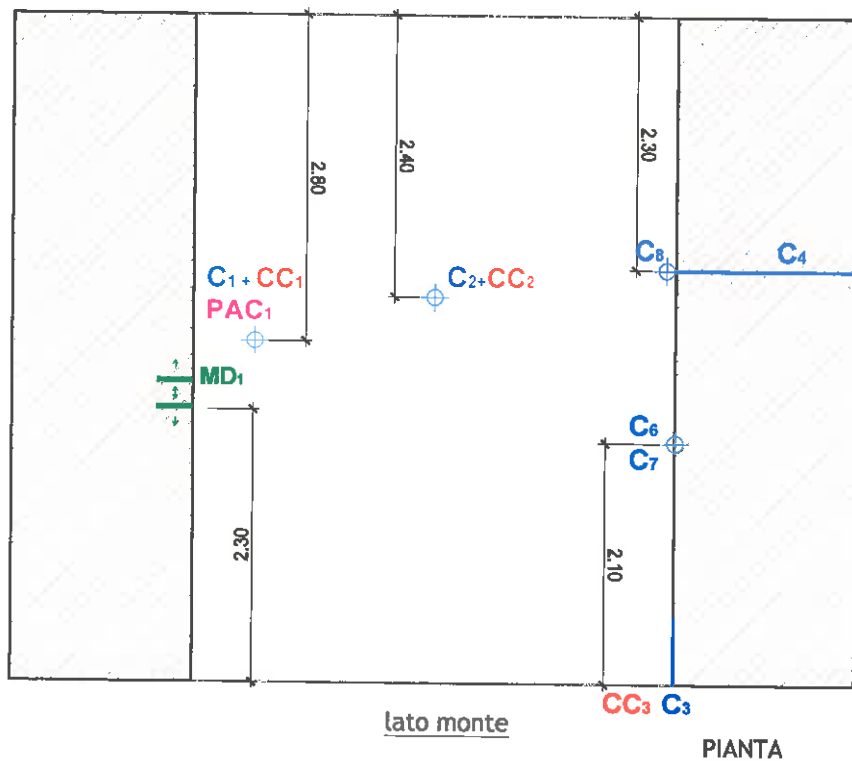 2.80
2.40
2.30
C1 + CC1
PAC1
C2+CC2
C8
C4
MD1
C6
C7
2.30
2.10
CC3 C3
lato monte
PIANTA